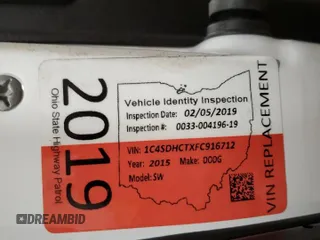 2019
Ohio State Highway Patrol
Vehicle Identity Inspection
Inspection Date: 02/05/2019
Inspection #: 0033-004196-19
VIN: 1C4SDHCTXFC916712
Year: 2015 Make: DODG
Model: SW
VIN REPLACEMENT
DREAMBID